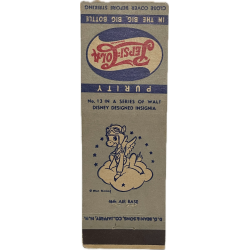 CLOSE COVER BEFORE STRIKING
IN THE BIG, BIG BOTTLE
PEPSI-COLA
PURITY
No. 13 IN A SERIES OF WALT
DISNEY DESIGNED INSIGNIA
AIR BASE